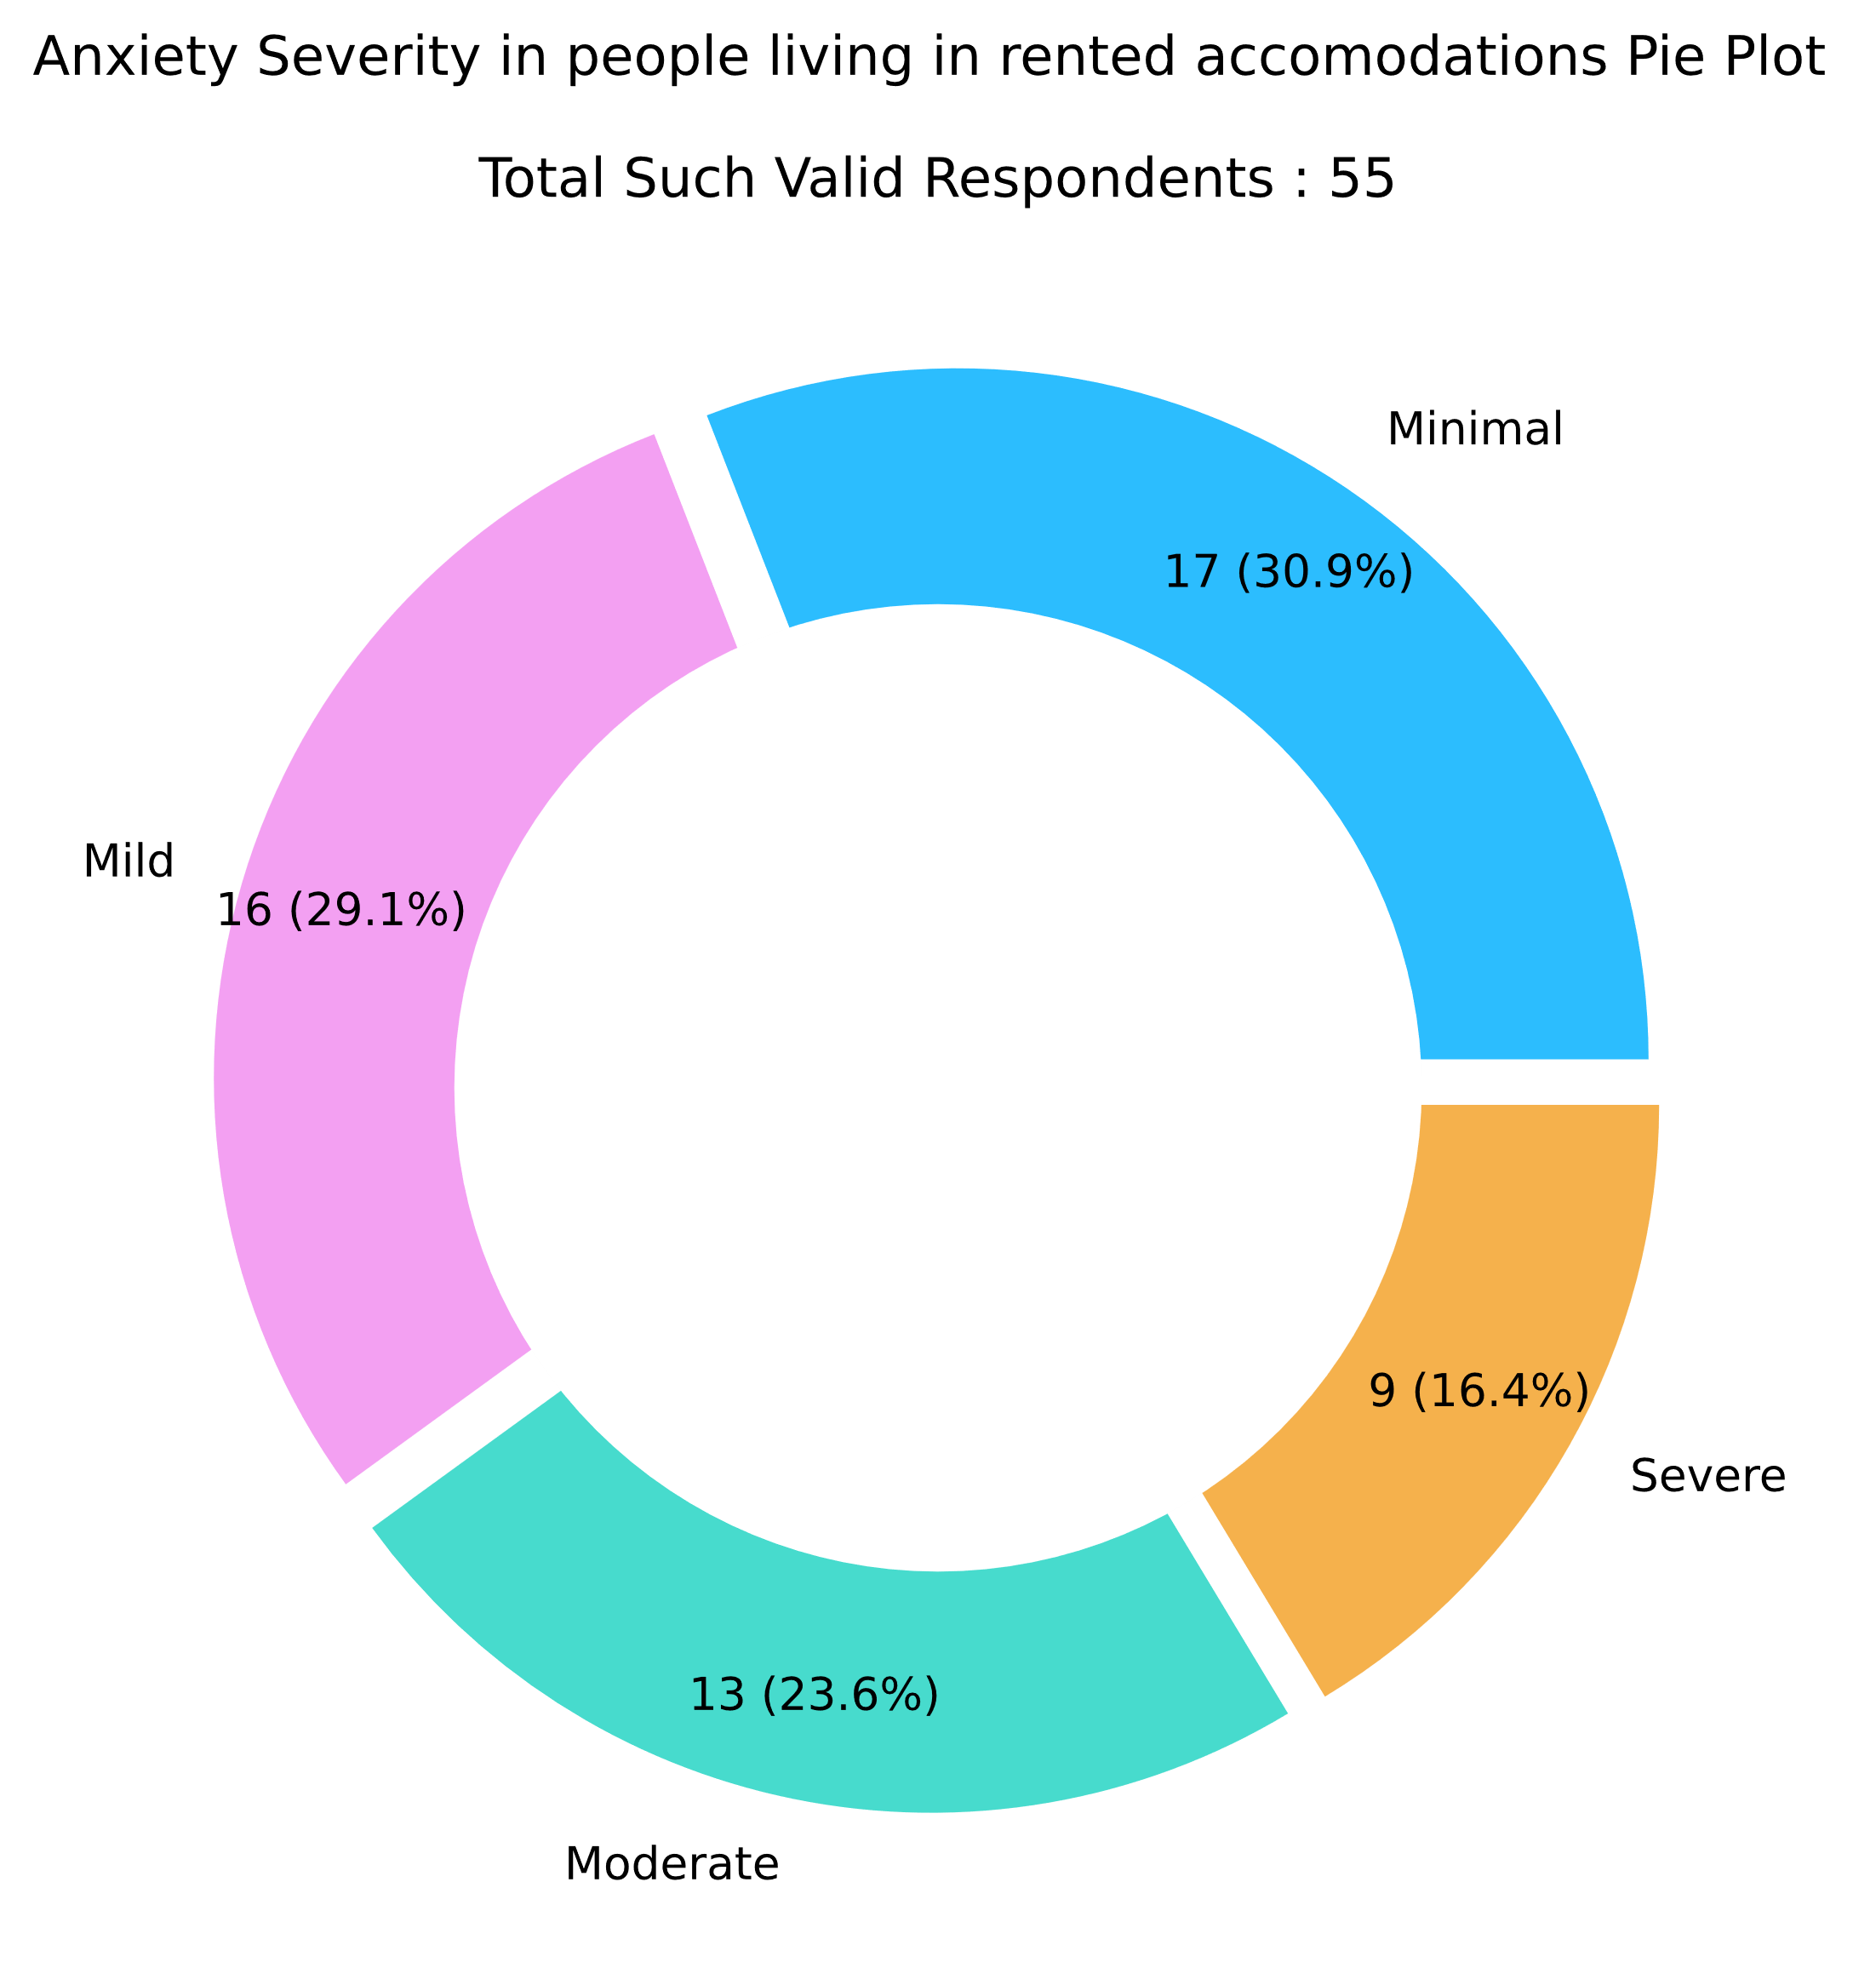 Anxiety Severity in people living in rented accomodations Pie Plot
Total Such Valid Respondents : 55
Minimal
17 (30.9%)
Mild
16 (29.1%)
9 (16.4%)
Severe
13 (23.6%)
Moderate